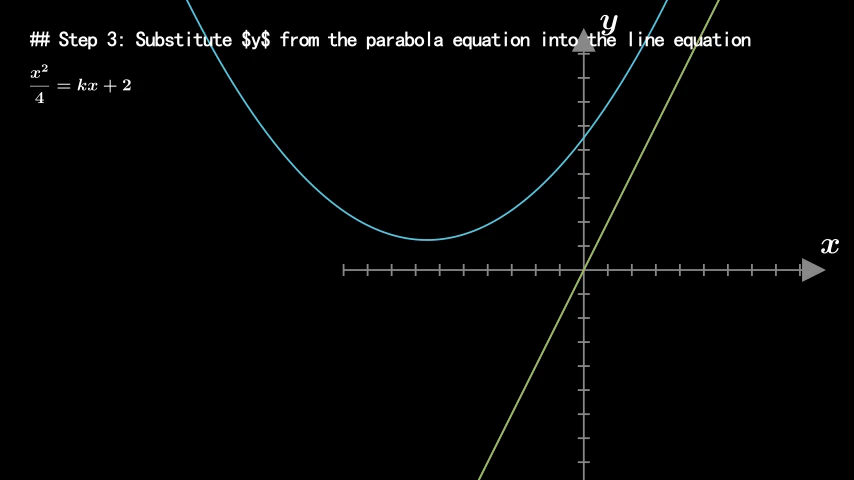 ## Step 3: Substitute $y$ from the parabola equation into the line equation
y
x²/4 = kx + 2
x